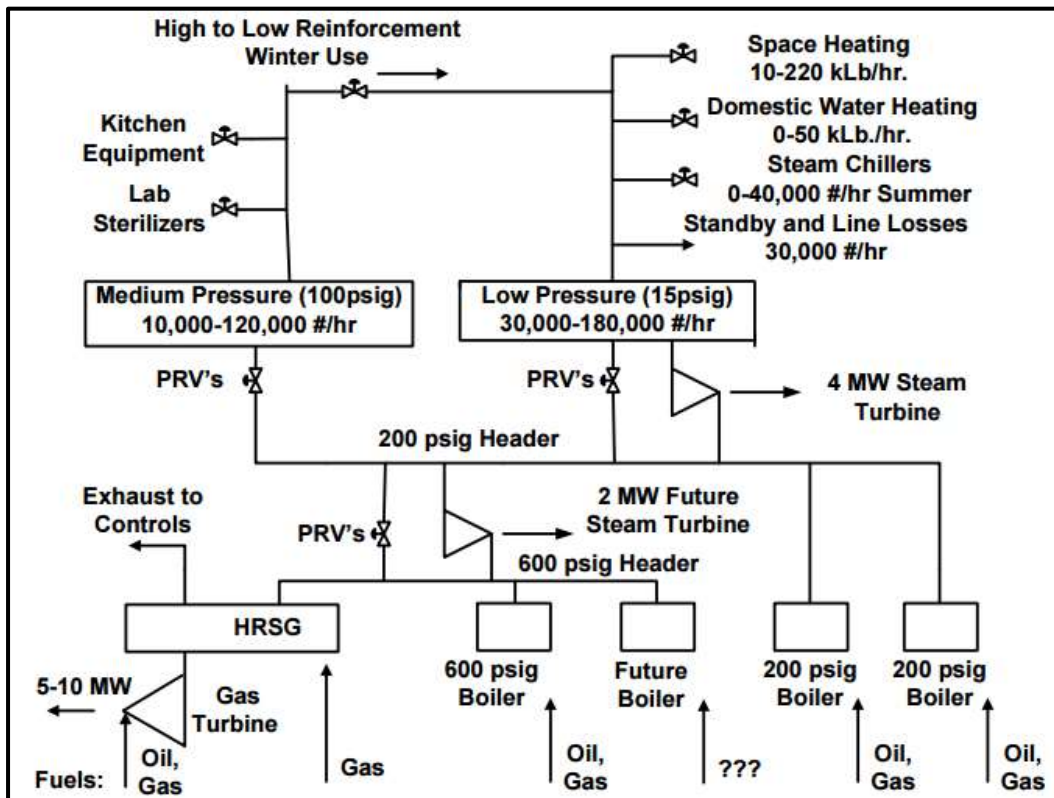 High to Low Reinforcement
Winter Use
Space Heating
10-220 kLb/hr.
Domestic Water Heating
0-50 kLb./hr.
Steam Chillers
0-40,000 #/hr Summer
Standby and Line Losses
30,000 #/hr
Kitchen
Equipment
Lab
Sterilizers
Medium Pressure (100psig)
10,000-120,000 #/hr
Low Pressure (15psig)
30,000-180,000 #/hr
PRV's
PRV's
4 MW Steam
Turbine
200 psig Header
Exhaust to
Controls
PRV's
2 MW Future
Steam Turbine
600 psig Header
HRSG
5-10 MW
Gas
Turbine
600 psig
Boiler
Future
Boiler
200 psig
Boiler
200 psig
Boiler
Fuels:
Oil,
Gas
Gas
Oil,
Gas
???
Oil,
Gas
Oil,
Gas